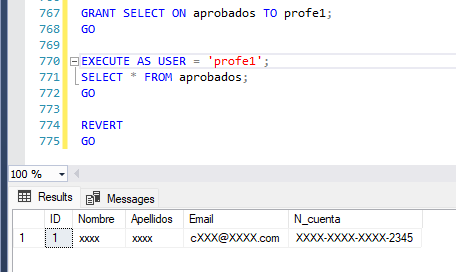 767 GRANT SELECT ON aprobados TO profe1;
768 GO
769
770 EXECUTE AS USER = 'profe1';
771 SELECT * FROM aprobados;
772 GO
773
774 REVERT
775 GO
100 %
Results Messages
ID Nombre Apellidos Email N_cuenta
1 1 xxxx xxxx cXXX@XXXX.com XXXX-XXXX-XXXX-2345